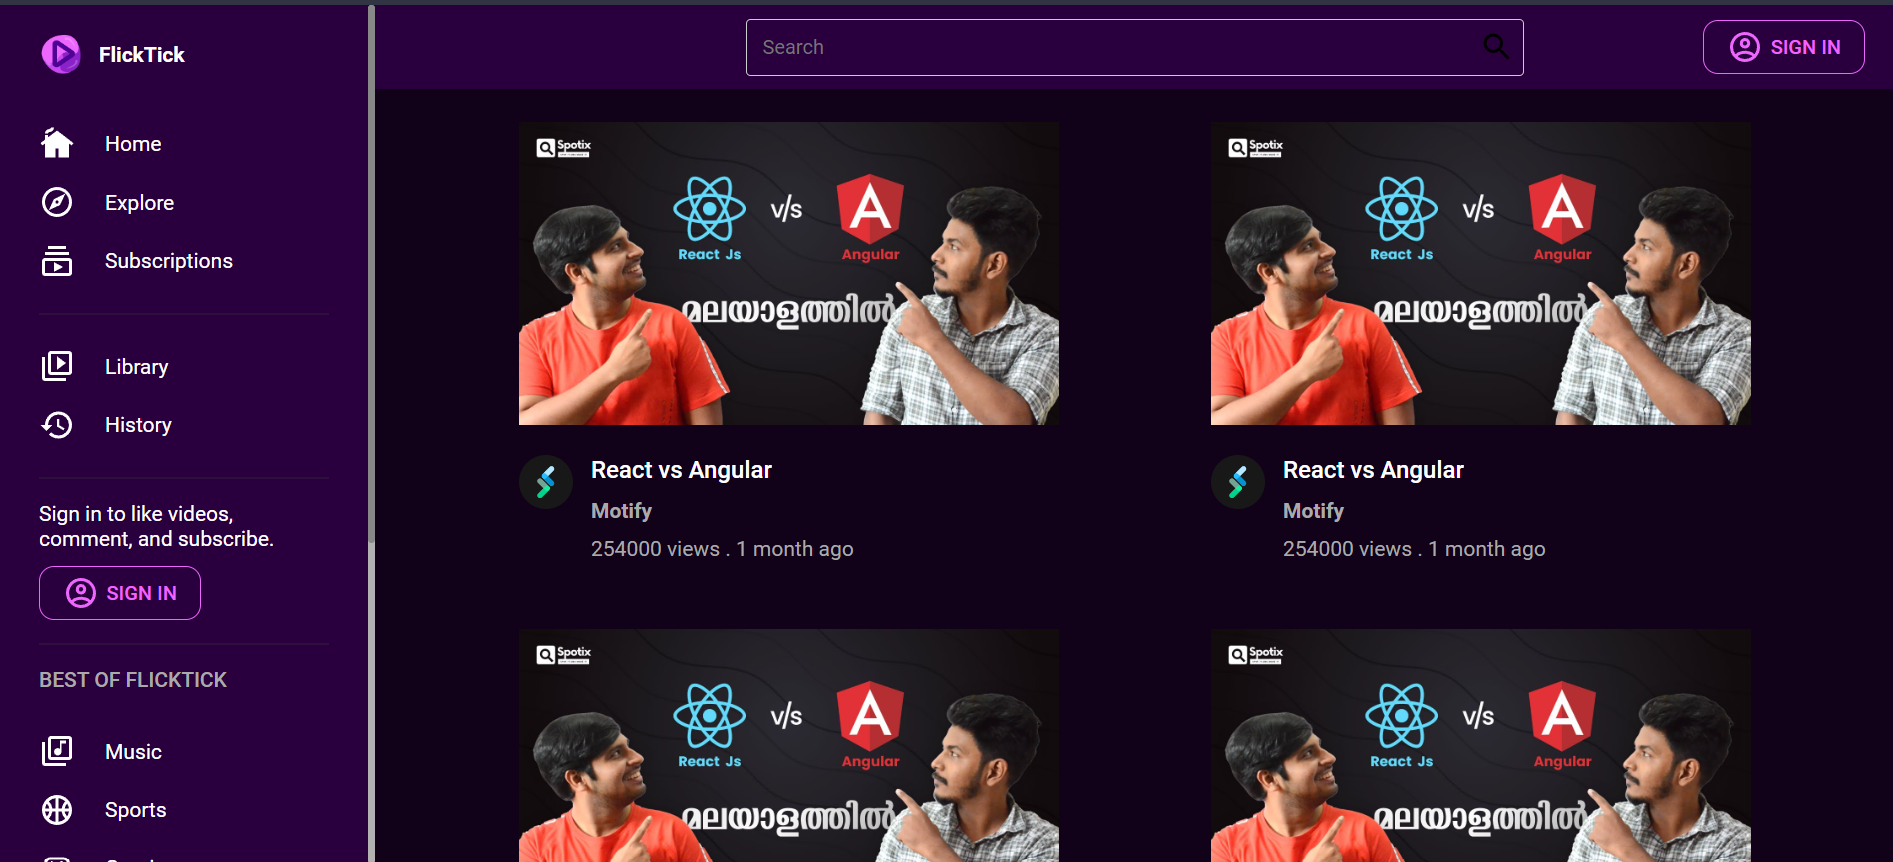 FlickTick
Search
SIGN IN
Home
Explore
Subscriptions
Library
History
Sign in to like videos,
comment, and subscribe.
SIGN IN
BEST OF FLICKTICK
Music
Sports
Spotix
v/s
React Js
Angular
മലയാളത്തിൽ
React vs Angular
Motify
254000 views . 1 month ago
Spotix
v/s
React Js
Angular
മലയാളത്തിൽ
React vs Angular
Motify
254000 views . 1 month ago
Spotix
v/s
React Js
Angular
മലയാളത്തിൽ
Spotix
v/s
React Js
Angular
മലയാളത്തിൽ